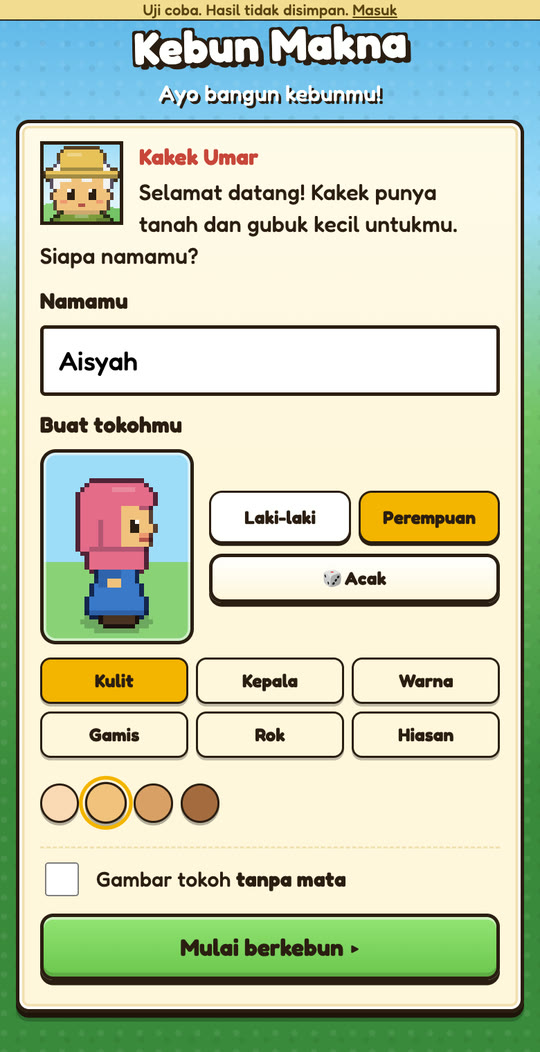 Uji coba. Hasil tidak disimpan. Masuk
Kebun Makna
Ayo bangun kebunmu!
Kakek Umar
Selamat datang! Kakek punya
tanah dan gubuk kecil untukmu.
Siapa namamu?
Namamu
Aisyah
Buat tokohmu
Laki-laki
Perempuan
🎲 Acak
Kulit
Kepala
Warna
Gamis
Rok
Hiasan
Gambar tokoh tanpa mata
Mulai berkebun ▸